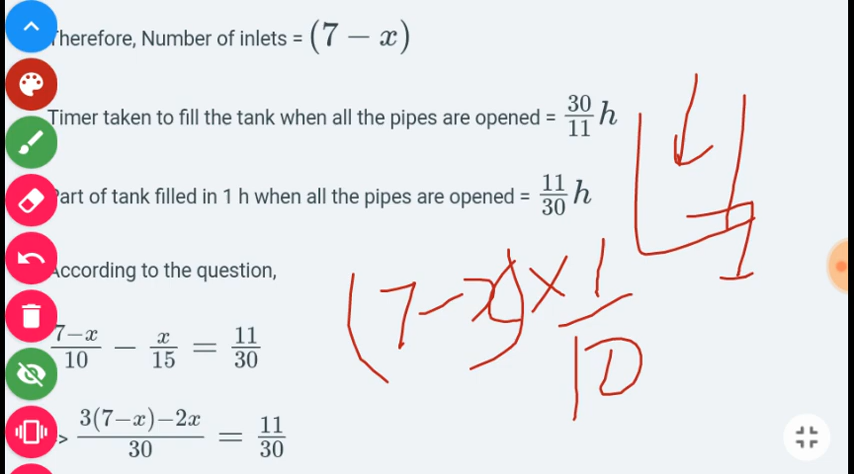 Therefore, Number of inlets = (7 − x)
Timer taken to fill the tank when all the pipes are opened = 30/11 h
Part of tank filled in 1 h when all the pipes are opened = 11/30 h
According to the question,
(7−x) × 1/10
7−x/10 − x/15 = 11/30
> 3(7−x)−2x/30 = 11/30